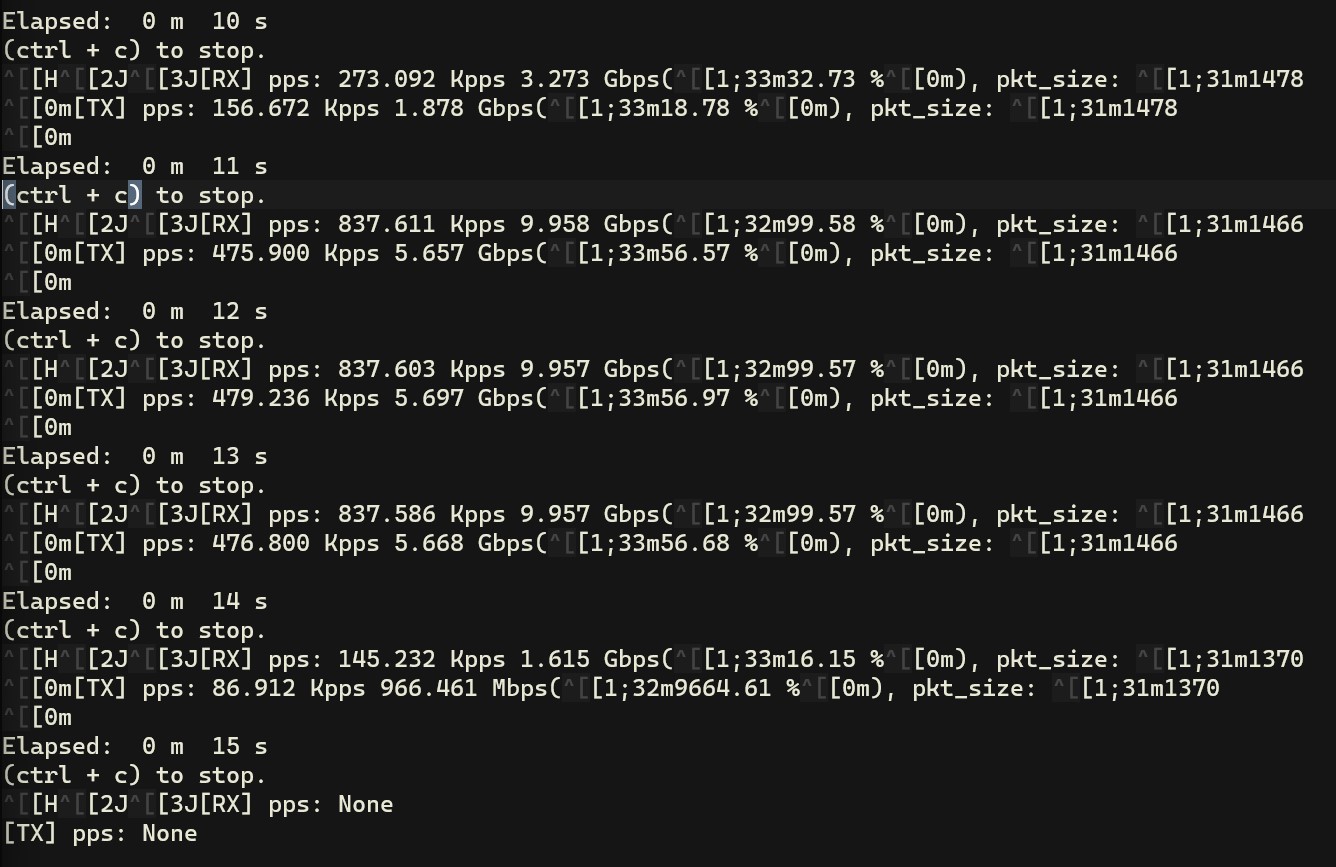 Elapsed:  0 m  10 s
(ctrl + c) to stop.
^[[H^[[2J^[[3J[RX] pps: 273.092 Kpps 3.273 Gbps(^[[1;33m32.73 %^[[0m), pkt_size: ^[[1;31m1478
^[[0m[TX] pps: 156.672 Kpps 1.878 Gbps(^[[1;33m18.78 %^[[0m), pkt_size: ^[[1;31m1478
^[[0m
Elapsed:  0 m  11 s
(ctrl + c) to stop.
^[[H^[[2J^[[3J[RX] pps: 837.611 Kpps 9.958 Gbps(^[[1;32m99.58 %^[[0m), pkt_size: ^[[1;31m1466
^[[0m[TX] pps: 475.900 Kpps 5.657 Gbps(^[[1;33m56.57 %^[[0m), pkt_size: ^[[1;31m1466
^[[0m
Elapsed:  0 m  12 s
(ctrl + c) to stop.
^[[H^[[2J^[[3J[RX] pps: 837.603 Kpps 9.957 Gbps(^[[1;32m99.57 %^[[0m), pkt_size: ^[[1;31m1466
^[[0m[TX] pps: 479.236 Kpps 5.697 Gbps(^[[1;33m56.97 %^[[0m), pkt_size: ^[[1;31m1466
^[[0m
Elapsed:  0 m  13 s
(ctrl + c) to stop.
^[[H^[[2J^[[3J[RX] pps: 837.586 Kpps 9.957 Gbps(^[[1;32m99.57 %^[[0m), pkt_size: ^[[1;31m1466
^[[0m[TX] pps: 476.800 Kpps 5.668 Gbps(^[[1;33m56.68 %^[[0m), pkt_size: ^[[1;31m1466
^[[0m
Elapsed:  0 m  14 s
(ctrl + c) to stop.
^[[H^[[2J^[[3J[RX] pps: 145.232 Kpps 1.615 Gbps(^[[1;33m16.15 %^[[0m), pkt_size: ^[[1;31m1370
^[[0m[TX] pps: 86.912 Kpps 966.461 Mbps(^[[1;32m9664.61 %^[[0m), pkt_size: ^[[1;31m1370
^[[0m
Elapsed:  0 m  15 s
(ctrl + c) to stop.
^[[H^[[2J^[[3J[RX] pps: None
[TX] pps: None